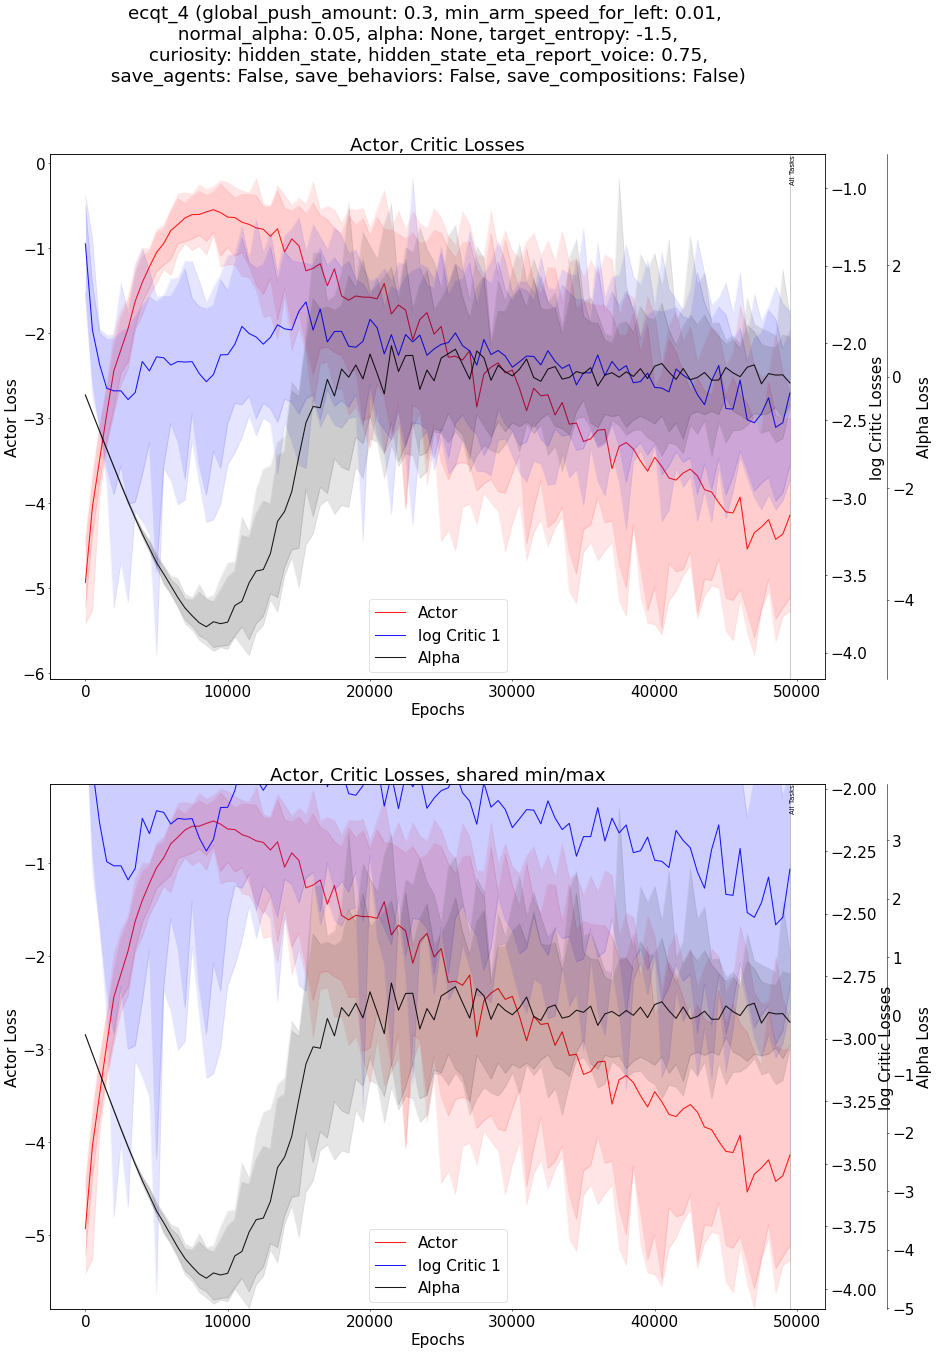 ecqt_4 (global_push_amount: 0.3, min_arm_speed_for_left: 0.01,
normal_alpha: 0.05, alpha: None, target_entropy: -1.5,
curiosity: hidden_state, hidden_state_eta_report_voice: 0.75,
save_agents: False, save_behaviors: False, save_compositions: False)
Actor, Critic Losses
0
−1
−2
−3
−4
−5
−6
Actor Loss
All Tasks
−1.0
−1.5
−2.0
−2.5
−3.0
−3.5
−4.0
log Critic Losses
2
0
−2
−4
Alpha Loss
Actor
log Critic 1
Alpha
0 10000 20000 30000 40000 50000
Epochs
Actor, Critic Losses, shared min/max
−1
−2
−3
−4
−5
Actor Loss
All Tasks
−2.00
−2.25
−2.50
−2.75
−3.00
−3.25
−3.50
−3.75
−4.00
log Critic Losses
3
2
1
0
−1
−2
−3
−4
−5
Alpha Loss
Actor
log Critic 1
Alpha
0 10000 20000 30000 40000 50000
Epochs